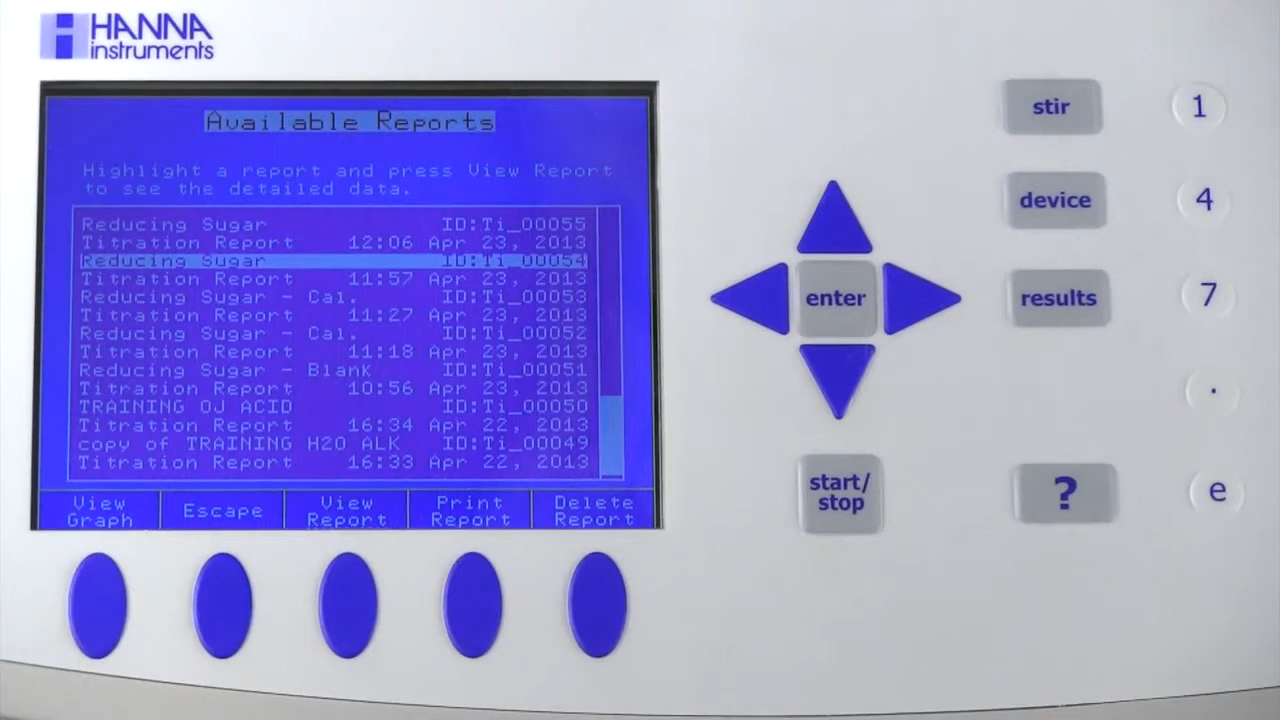 HANNA
instruments
Available Reports
Highlight a report and press View Report
to see the detailed data.
Reducing Sugar ID:Ti_00055
Titration Report 12:06 Apr 23, 2013
Reducing Sugar ID:Ti_00054
Titration Report 11:57 Apr 23, 2013
Reducing Sugar - Cal. ID:Ti_00053
Titration Report 11:27 Apr 23, 2013
Reducing Sugar - Cal. ID:Ti_00052
Titration Report 11:18 Apr 23, 2013
Reducing Sugar - Blank ID:Ti_00051
Titration Report 10:56 Apr 23, 2013
TRAINING OJ ACID ID:Ti_00050
Titration Report 16:34 Apr 22, 2013
copy of TRAINING H2O ALK ID:Ti_00049
Titration Report 16:33 Apr 22, 2013
View Graph
Escape
View Report
Print Report
Delete Report
stir
1
device
4
enter
results
7
.
start/
stop
?
e